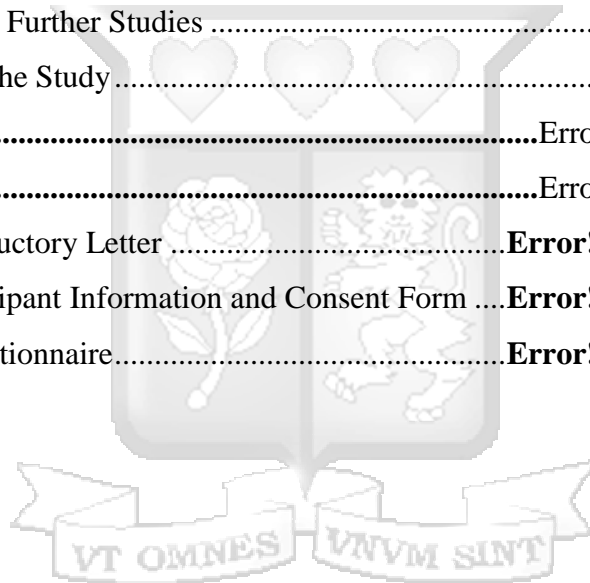 Further Studies ..................................................
he Study ..............................................................
.............................................................................Erro
.............................................................................Erro
uctory Letter ............................................Error!
ipant Information and Consent Form ....Error!
tionnaire....................................................Error!
VT OMNES VNVM SINT